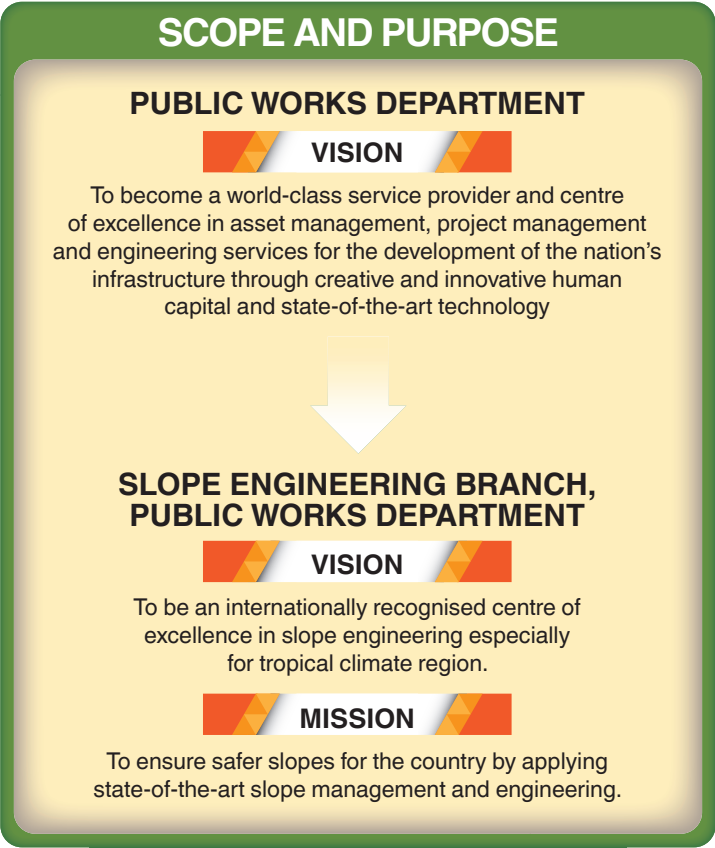 SCOPE AND PURPOSE
PUBLIC WORKS DEPARTMENT
VISION
To become a world-class service provider and centre
of excellence in asset management, project management
and engineering services for the development of the nation's
infrastructure through creative and innovative human
capital and state-of-the-art technology
SLOPE ENGINEERING BRANCH,
PUBLIC WORKS DEPARTMENT
VISION
To be an internationally recognised centre of
excellence in slope engineering especially
for tropical climate region.
MISSION
To ensure safer slopes for the country by applying
state-of-the-art slope management and engineering.